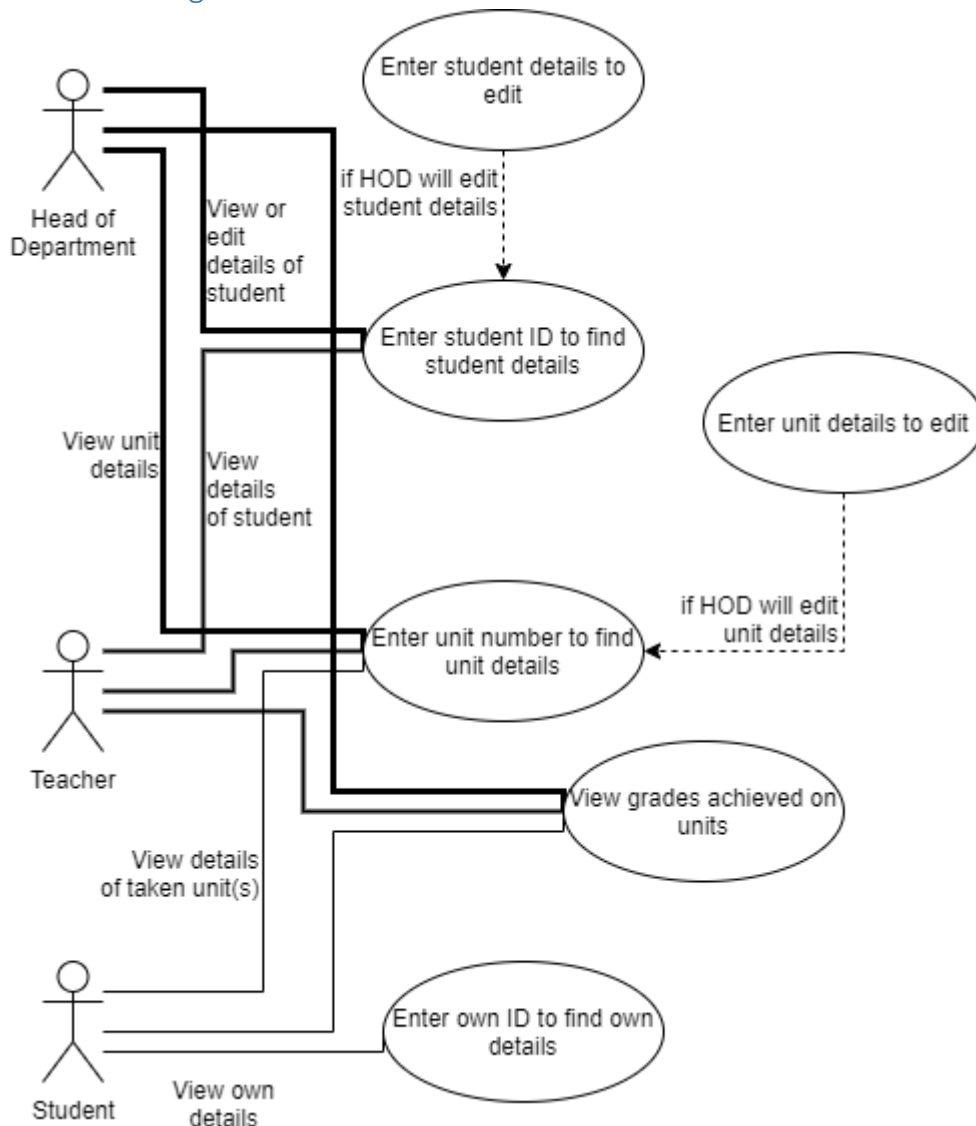 Enter student details to
edit
if HOD will edit
student details
Head of
Department
View or
edit
details of
student
Enter student ID to find
student details
Enter unit details to edit
View unit
details
View
details
of student
if HOD will edit
unit details
Enter unit number to find
unit details
Teacher
View grades achieved on
units
View details
of taken unit(s)
Enter own ID to find own
details
View own
details
Student